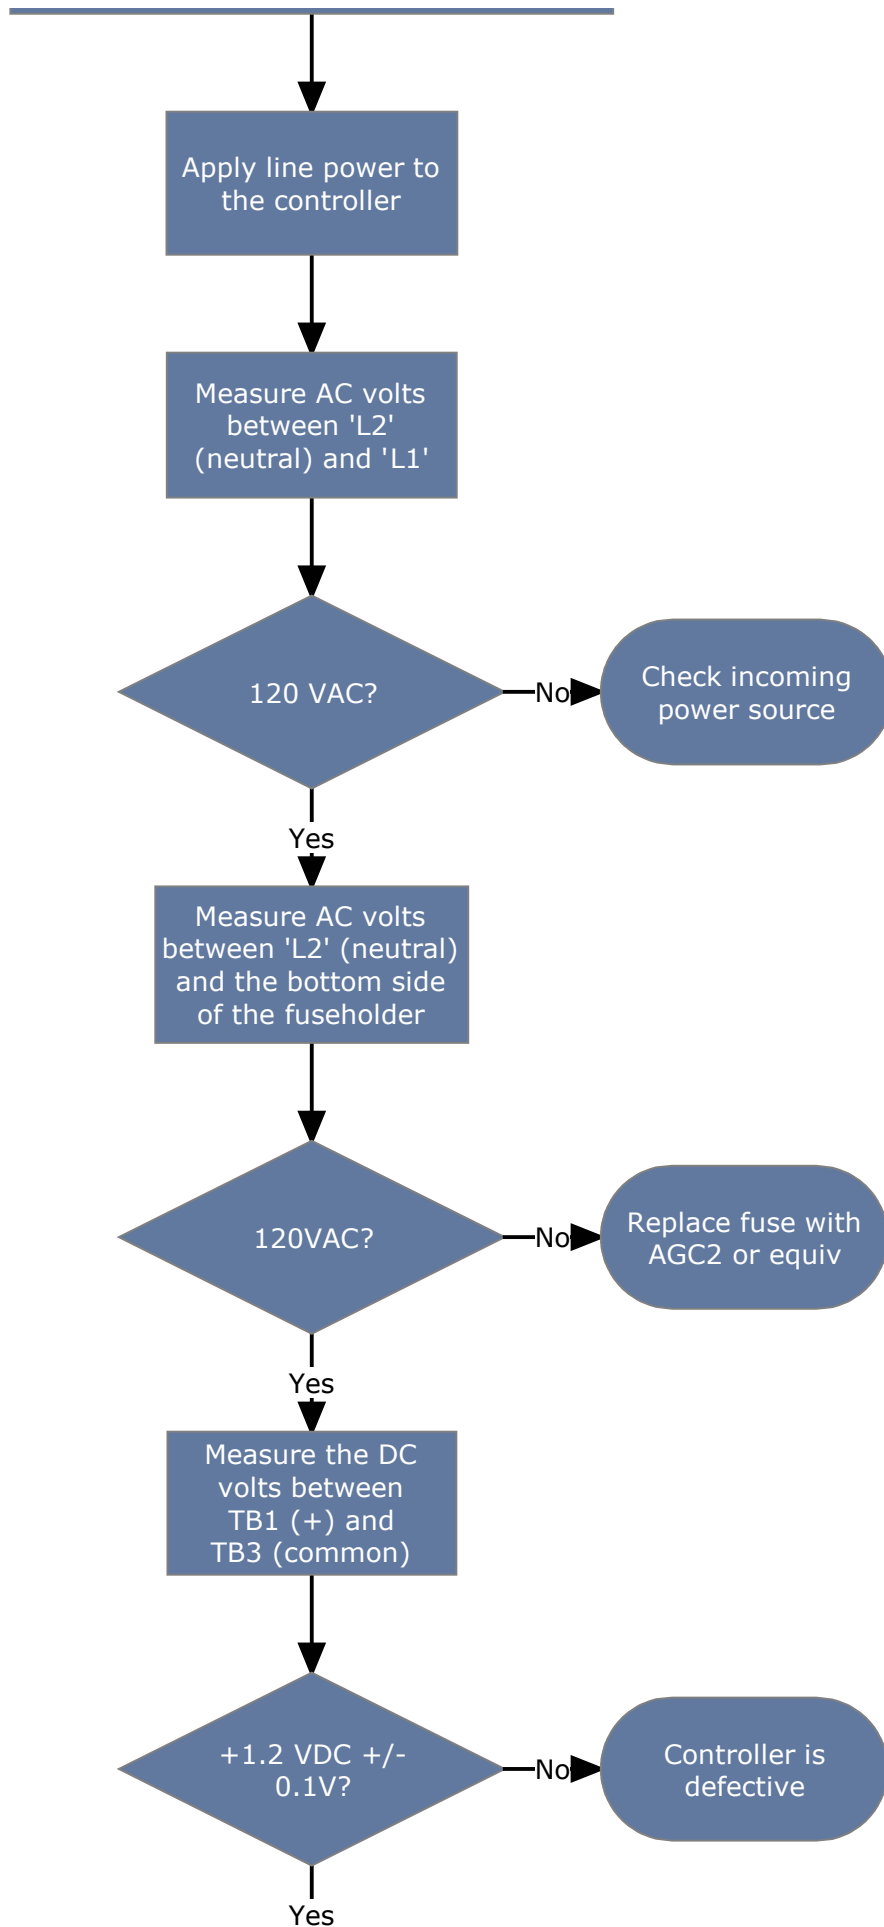 Apply line power to
the controller
Measure AC volts
between 'L2'
(neutral) and 'L1'
120 VAC?
No
Check incoming
power source
Yes
Measure AC volts
between 'L2' (neutral)
and the bottom side
of the fuseholder
120VAC?
No
Replace fuse with
AGC2 or equiv
Yes
Measure the DC
volts between
TB1 (+) and
TB3 (common)
+1.2 VDC +/-
0.1V?
No
Controller is
defective
Yes